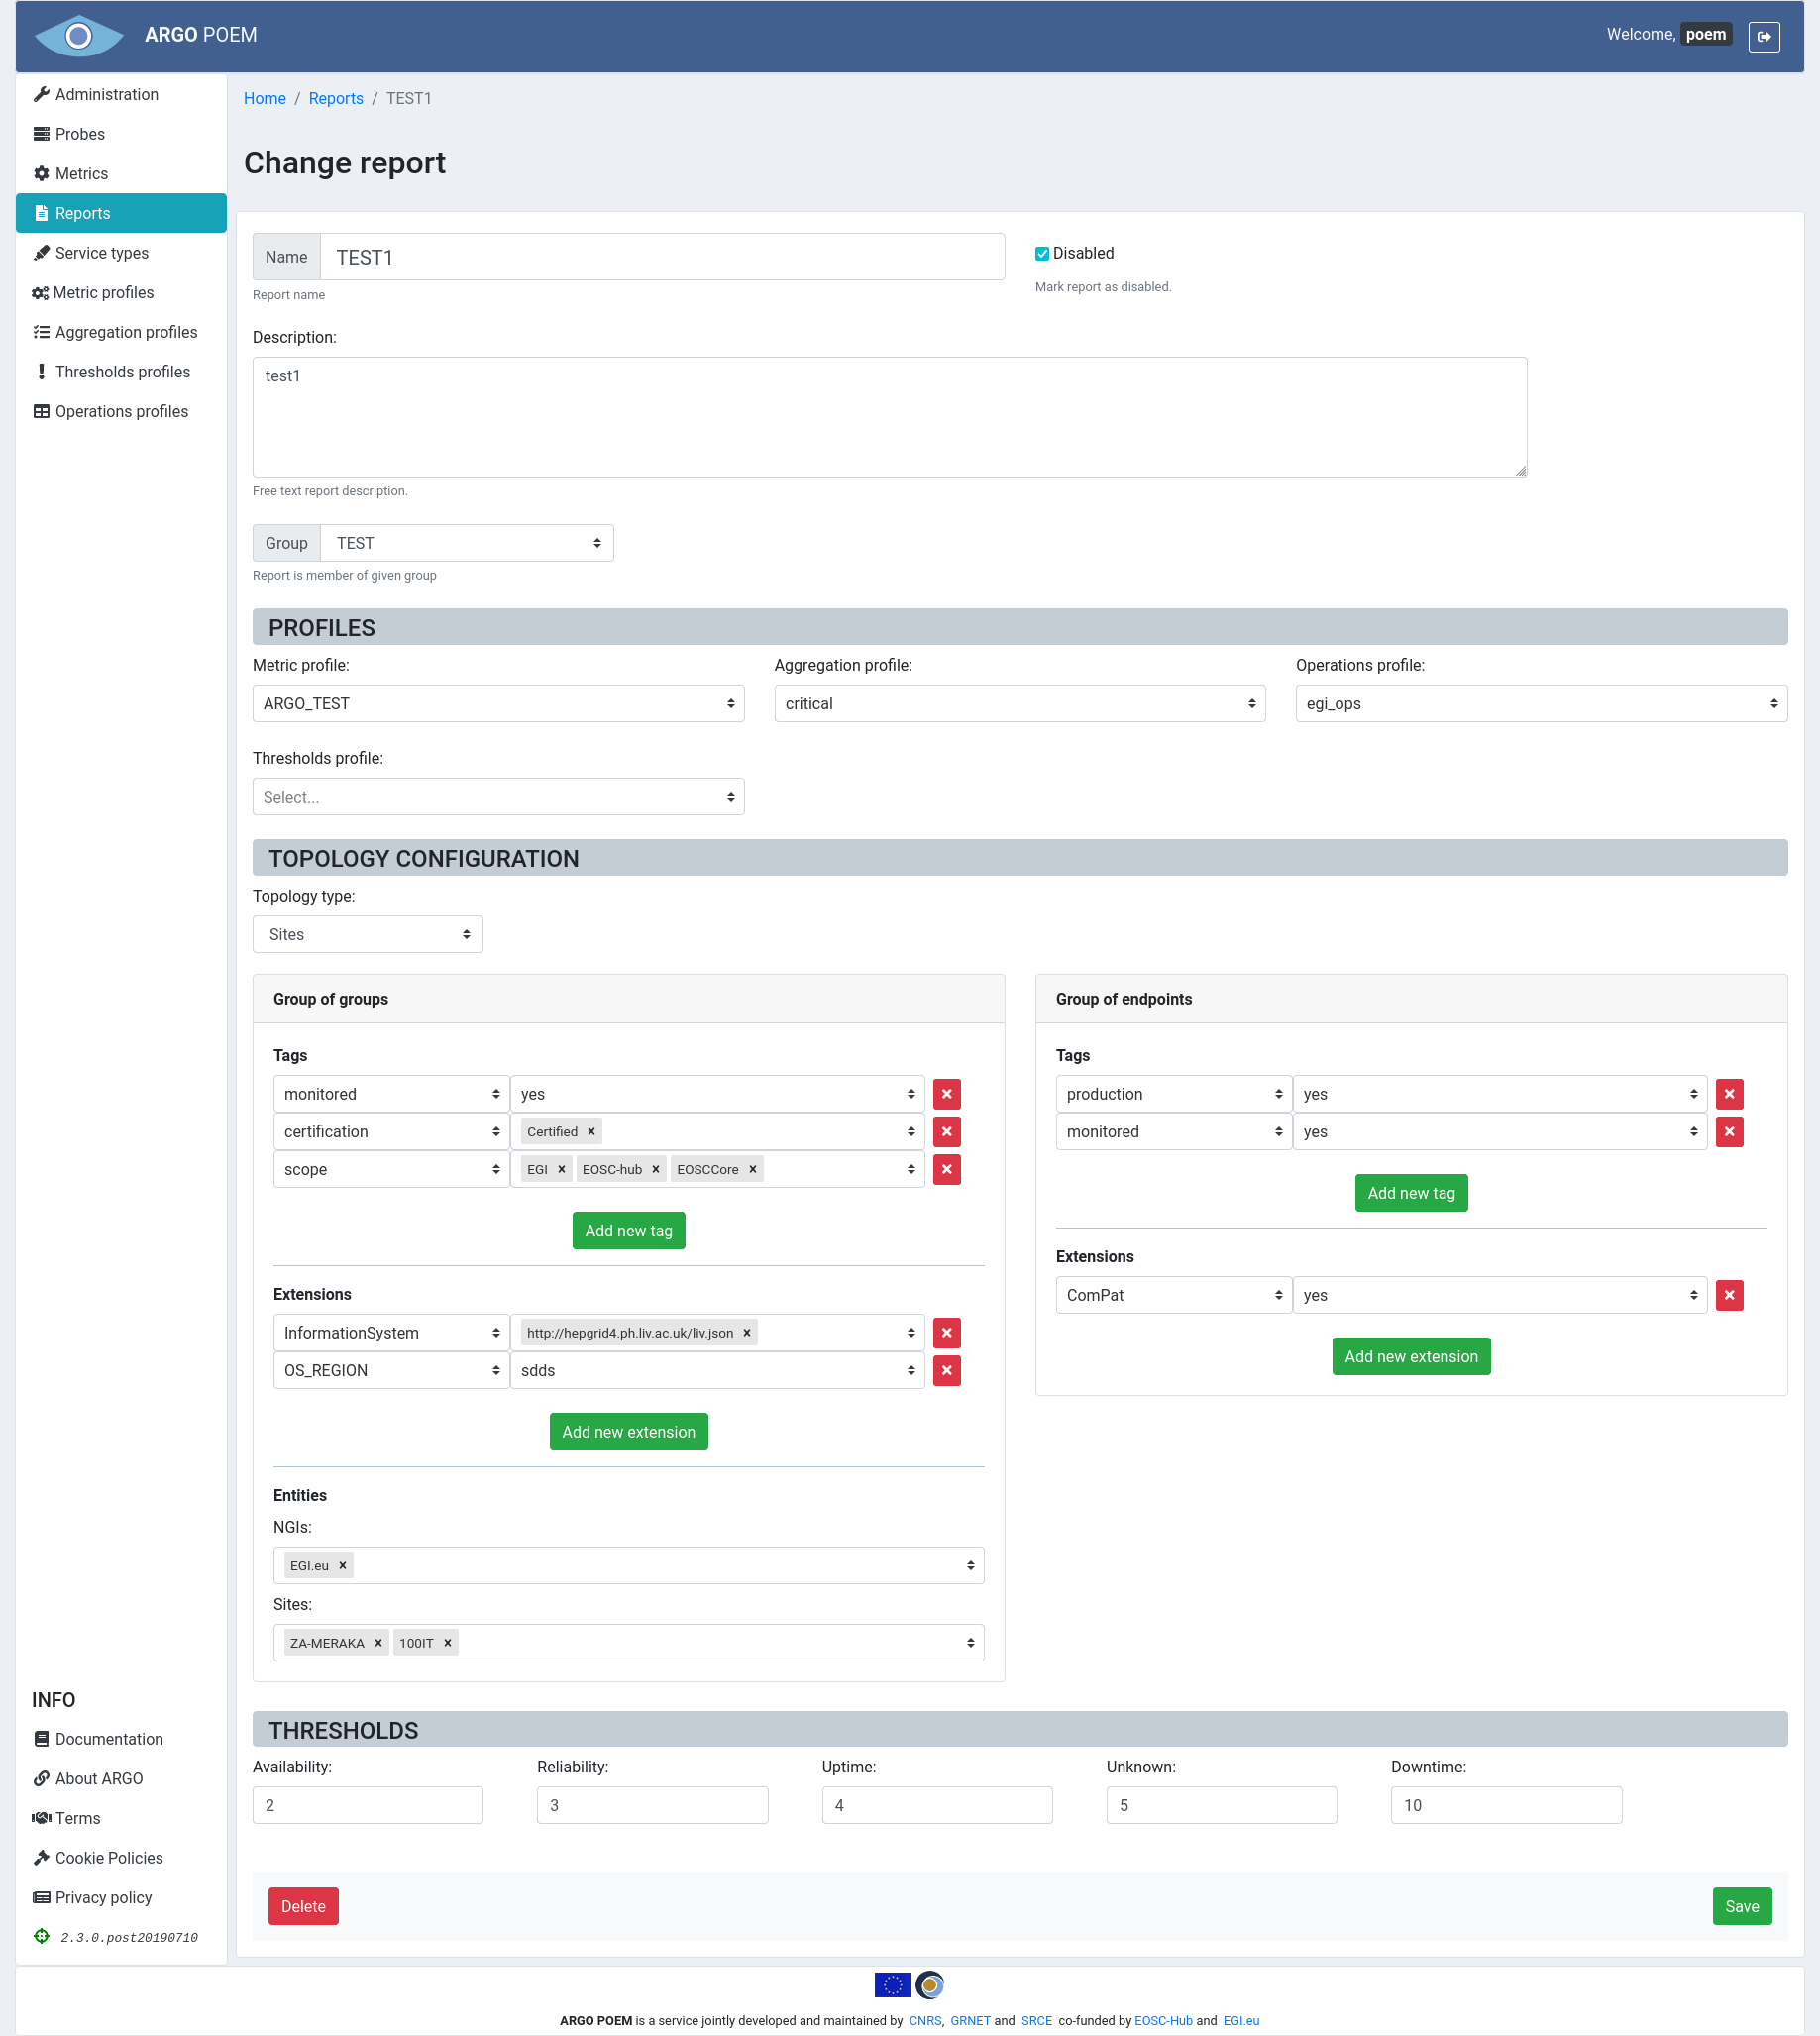 ARGO POEM
Welcome, poem
Administration
Probes
Metrics
Reports
Service types
Metric profiles
Aggregation profiles
Thresholds profiles
Operations profiles
Home / Reports / TEST1
Change report
Name TEST1
Report name
Disabled
Mark report as disabled.
Description:
test1
Free text report description.
Group TEST
Report is member of given group
PROFILES
Metric profile:
ARGO_TEST
Aggregation profile:
critical
Operations profile:
egi_ops
Thresholds profile:
Select...
TOPOLOGY CONFIGURATION
Topology type:
Sites
Group of groups
Tags
monitored yes
certification Certified
scope EGI EOSC-hub EOSCCore
Add new tag
Extensions
InformationSystem http://hepgrid4.ph.liv.ac.uk/liv.json
OS_REGION sdds
Add new extension
Entities
NGIs:
EGI.eu
Sites:
ZA-MERAKA 100IT
Group of endpoints
Tags
production yes
monitored yes
Add new tag
Extensions
ComPat yes
Add new extension
THRESHOLDS
Availability: Reliability: Uptime: Unknown: Downtime:
2 3 4 5 10
Delete
Save
INFO
Documentation
About ARGO
Terms
Cookie Policies
Privacy policy
2.3.0.post20190710
ARGO POEM is a service jointly developed and maintained by CNRS, GRNET and SRCE co-funded by EOSC-Hub and EGI.eu